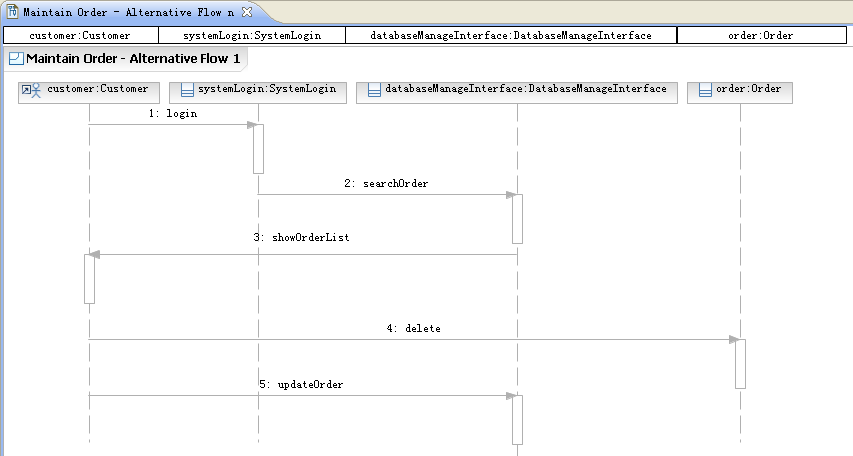 Maintain Order - Alternative Flow n
customer:Customer systemLogin:SystemLogin databaseManageInterface:DatabaseManageInterface order:Order
Maintain Order - Alternative Flow 1
customer:Customer systemLogin:SystemLogin databaseManageInterface:DatabaseManageInterface order:Order
1: login
2: searchOrder
3: showOrderList
4: delete
5: updateOrder